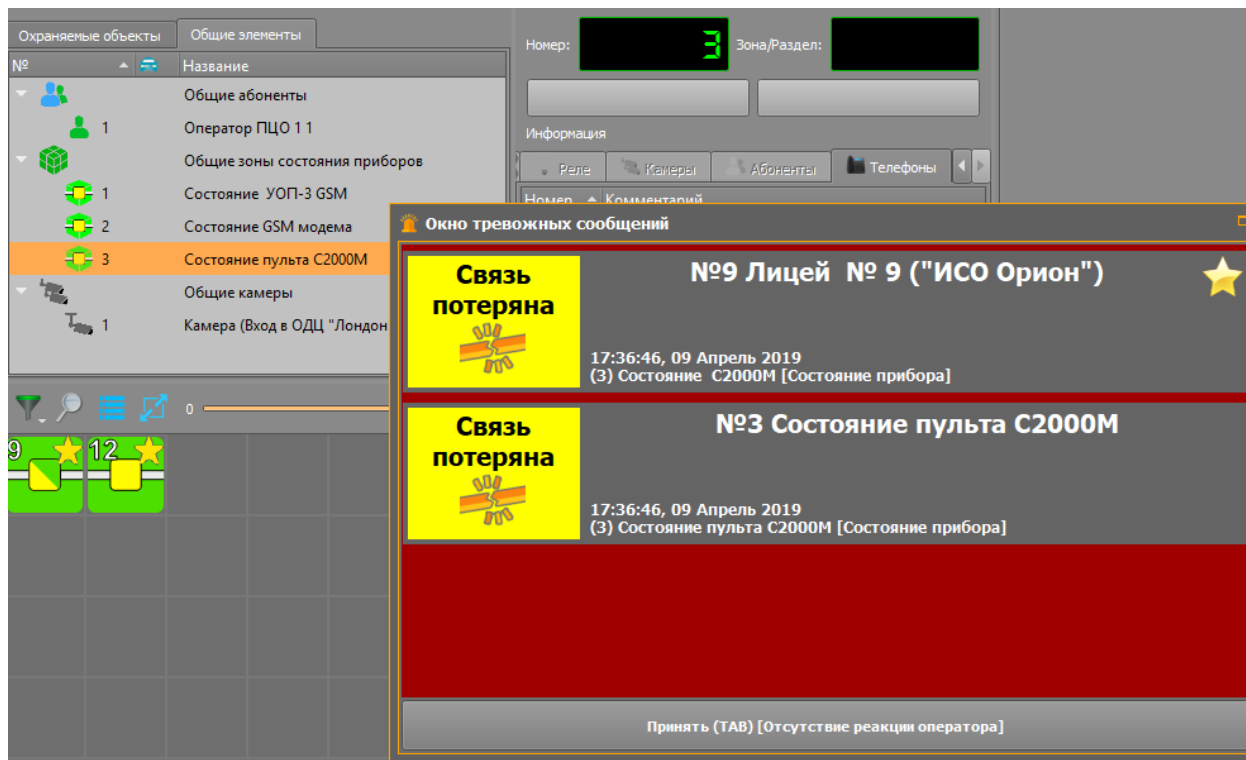 Охраняемые объекты
Общие элементы
№
Название
Общие абоненты
1 Оператор ПЦО 1 1
Общие зоны состояния приборов
1 Состояние УОП-3 GSM
2 Состояние GSM модема
3 Состояние пульта С2000М
Общие камеры
1 Камера (Вход в ОДЦ "Лондон
0
9
12
Номер:
3
Зона/Раздел:
Информация
Реле
Камеры
Абоненты
Телефоны
Номер
Комментарий
Окно тревожных сообщений
Связь
потеряна
№9 Лицей № 9 ("ИСО Орион")
17:36:46, 09 Апрель 2019
(3) Состояние С2000М [Состояние прибора]
Связь
потеряна
№3 Состояние пульта С2000М
17:36:46, 09 Апрель 2019
(3) Состояние пульта С2000М [Состояние прибора]
Принять (TAB) [Отсутствие реакции оператора]